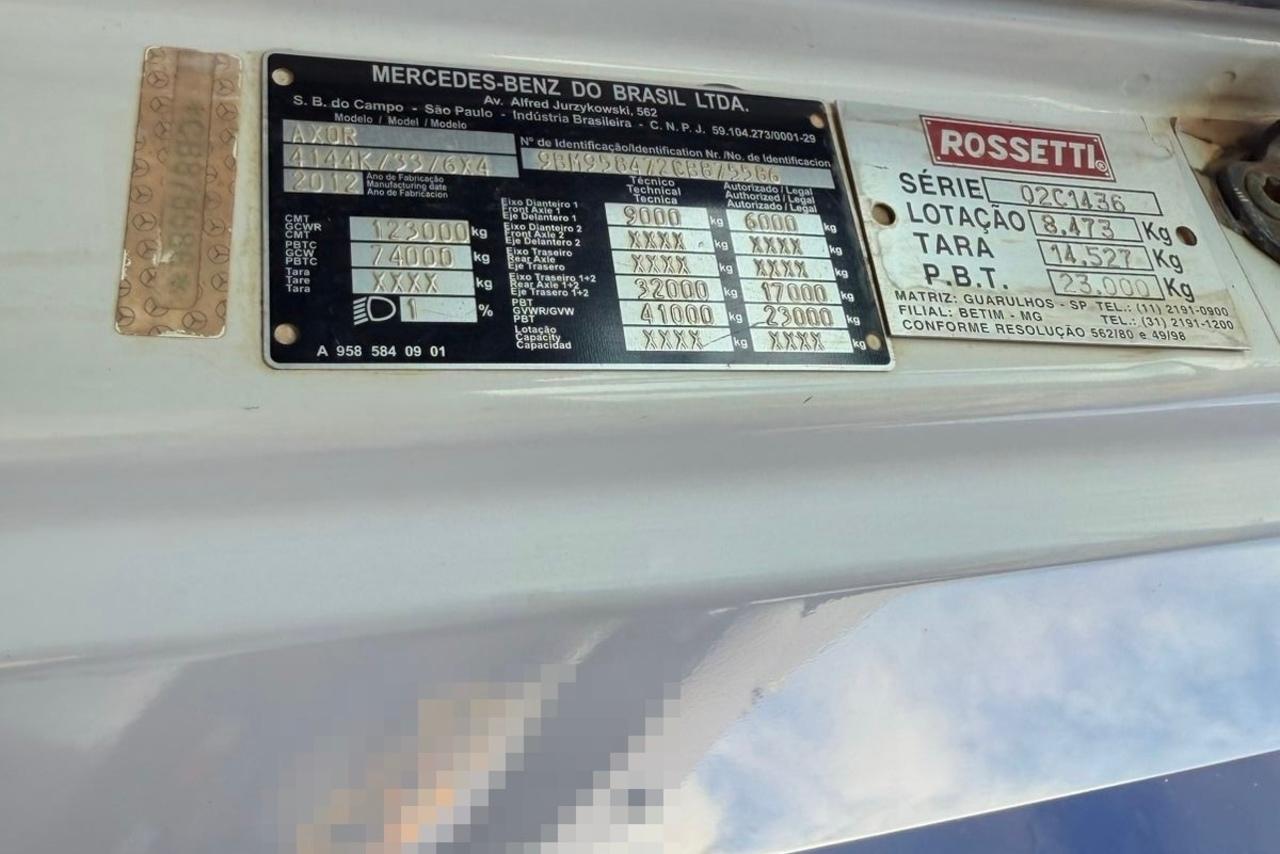 MERCEDES-BENZ DO BRASIL LTDA.
Av. Alfred Jurzykowski, 562
S. B. do Campo - São Paulo - Indústria Brasileira - C. N. P. J. 59.104.273/0001-29
Modelo / Model / Modelo
AXOR
4144K/33/6X4
Nº de Identificação/Identification Nr. /No. de Identificacion
2012
Ano de Fabricação
Manufacturing date
Ano de Fabricacion
Técnico
Technical
Tecnica
Autorizado / Legal
Authorized / Legal
Autorizado / Legal
CMT
GCWR
CMT
123000 kg
PBTC
GCW
PBTC
74000 kg
Tara
Tare
Tara
XXXX kg
1 %
Eixo Dianteiro 1
Front Axle 1
Eje Delantero 1
9000 kg 6000 kg
Eixo Dianteiro 2
Front Axle 2
Eje Delantero 2
XXXX kg XXXX kg
Eixo Traseiro
Rear Axle
Eje Trasero
XXXX kg XXXX kg
Eixo Traseiro 1+2
Rear Axle 1+2
Eje Trasero 1+2
32000 kg 17000 kg
PBT
GVWR/GVW
PBT
41000 kg 23000 kg
Lotação
Capacity
Capacidad
XXXX kg XXXX kg
A 958 584 09 01
ROSSETTI
SÉRIE 02C1436
LOTAÇÃO 8.473 Kg
TARA 14.527 Kg
P.B.T. 23.000 Kg
MATRIZ: GUARULHOS - SP TEL.: (11) 2191-0900
FILIAL: BETIM - MG TEL.: (31) 2191-1200
CONFORME RESOLUÇÃO 562/80 e 49/98